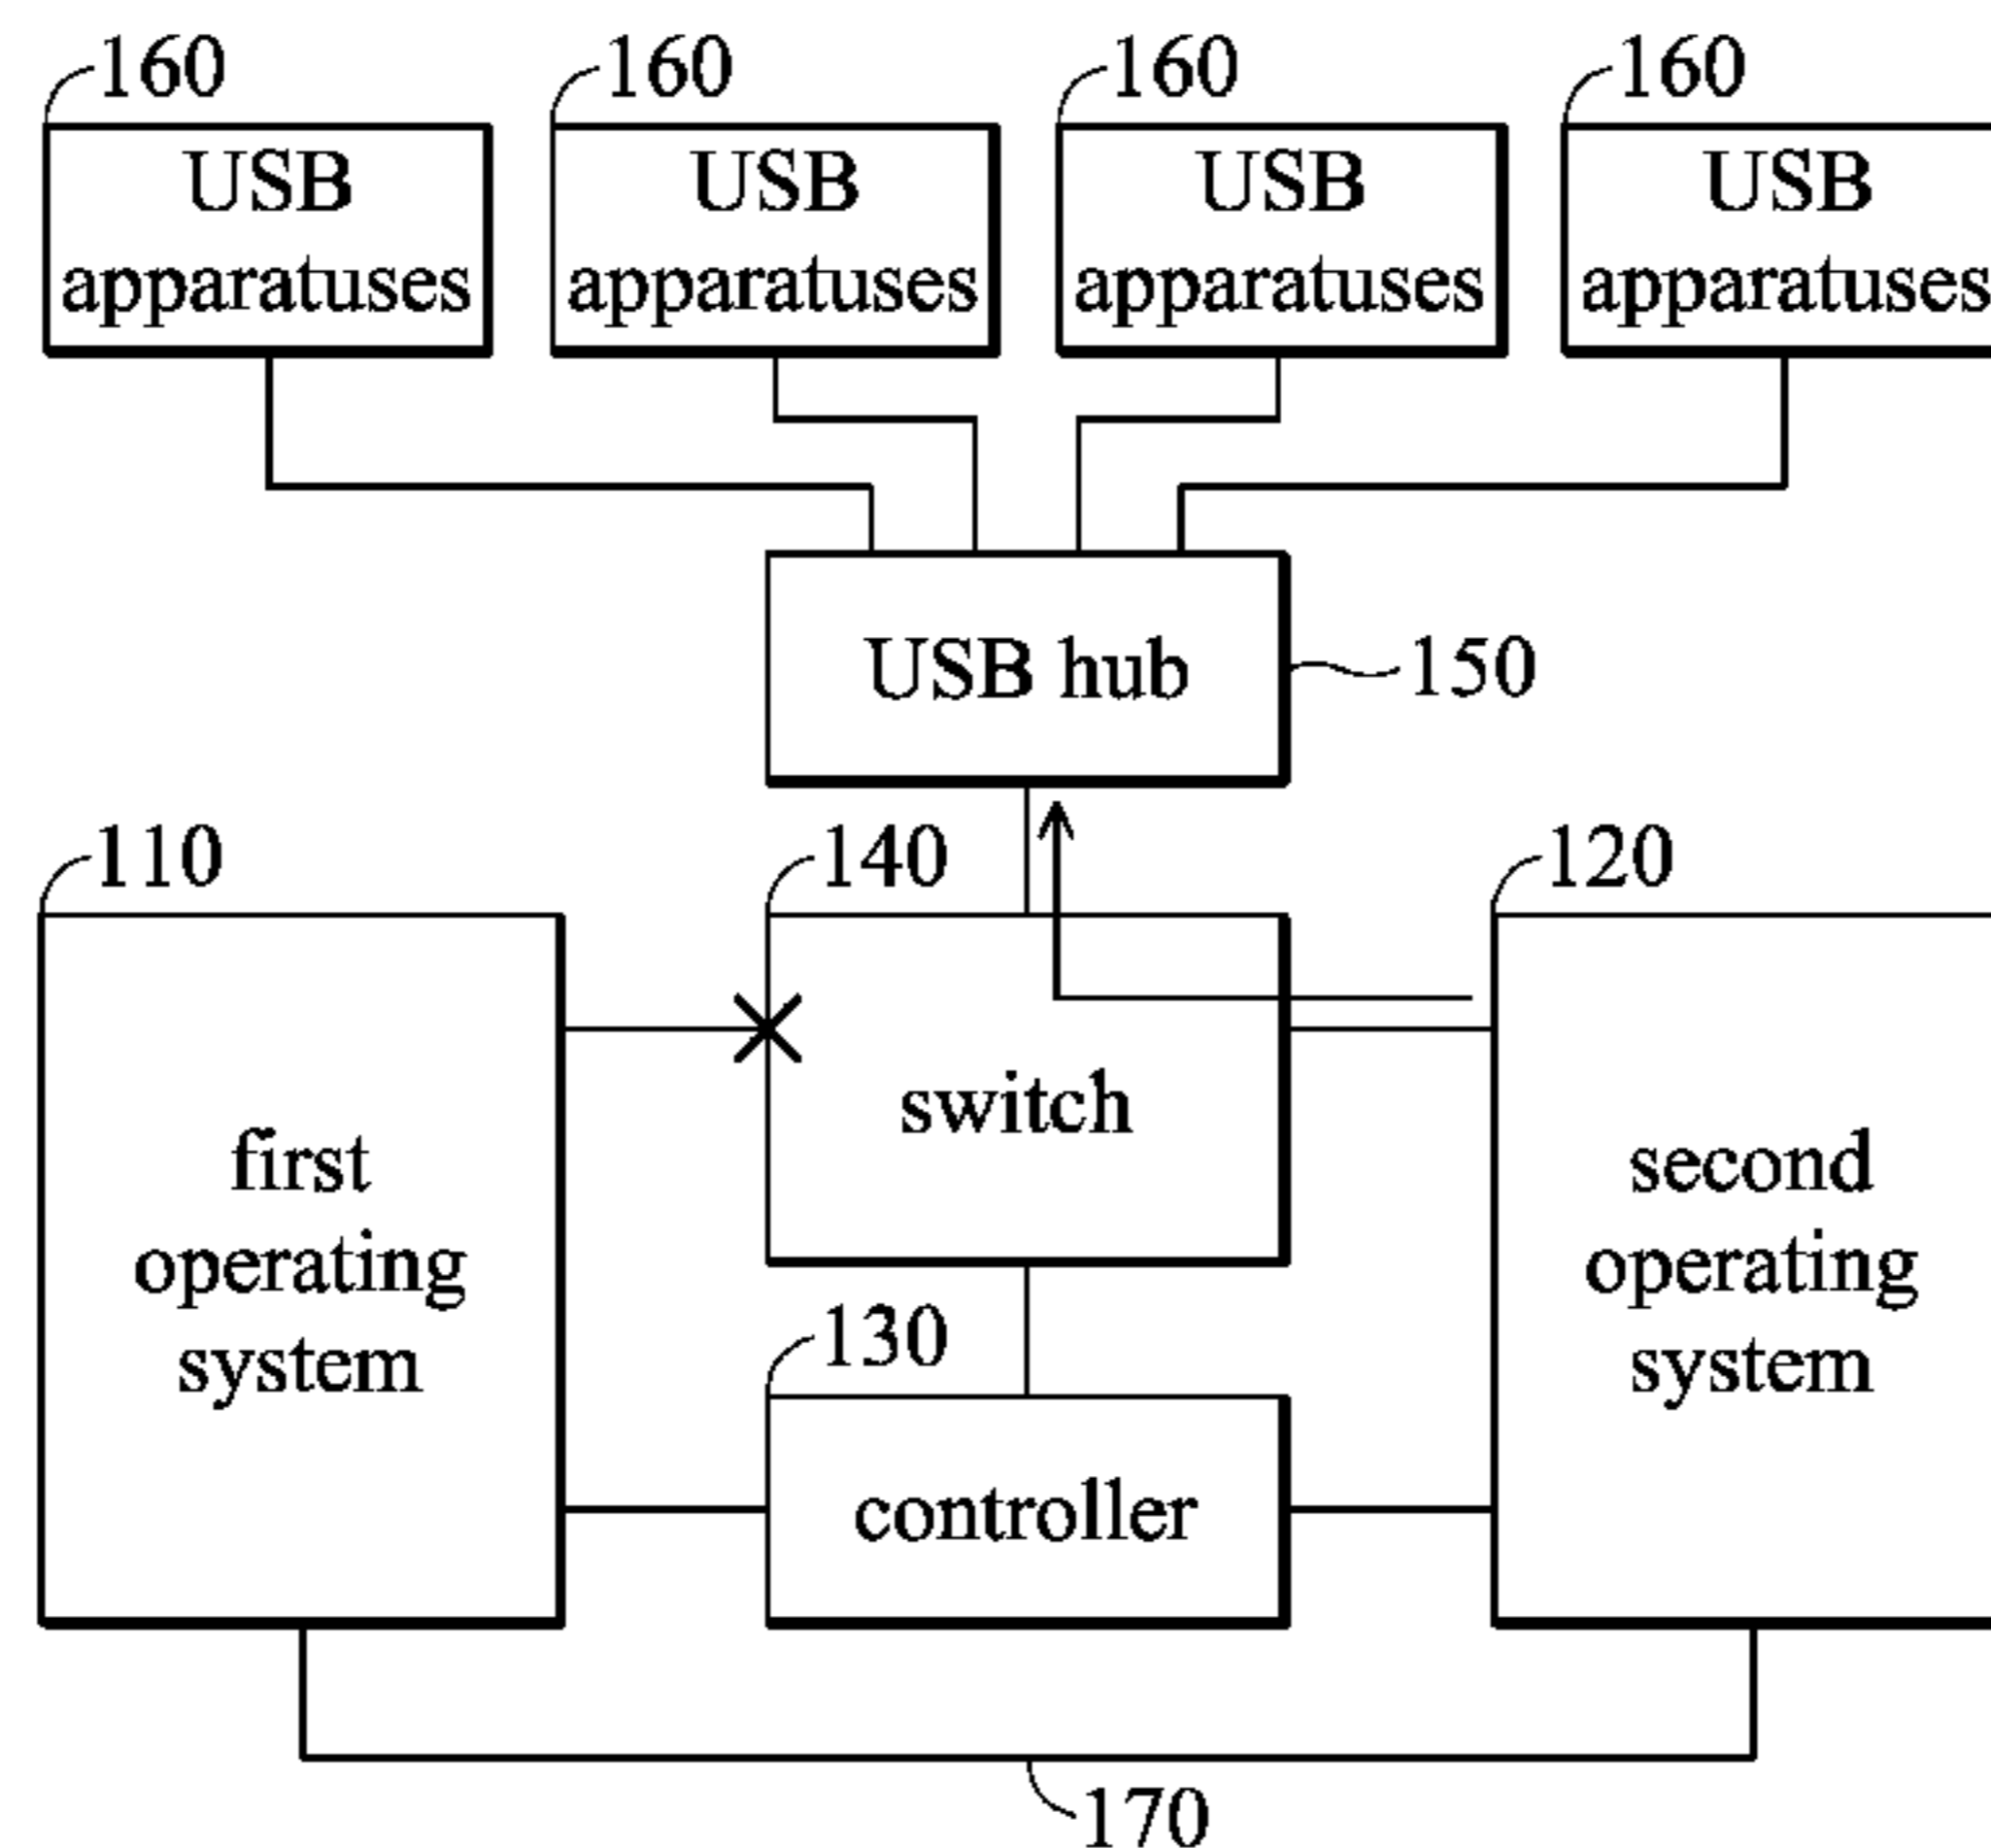 160 160 160 160
USB USB USB USB
apparatuses apparatuses apparatuses apparatuses
USB hub
150
110
140
120
switch
first
operating
system
second
operating
system
130
controller
170